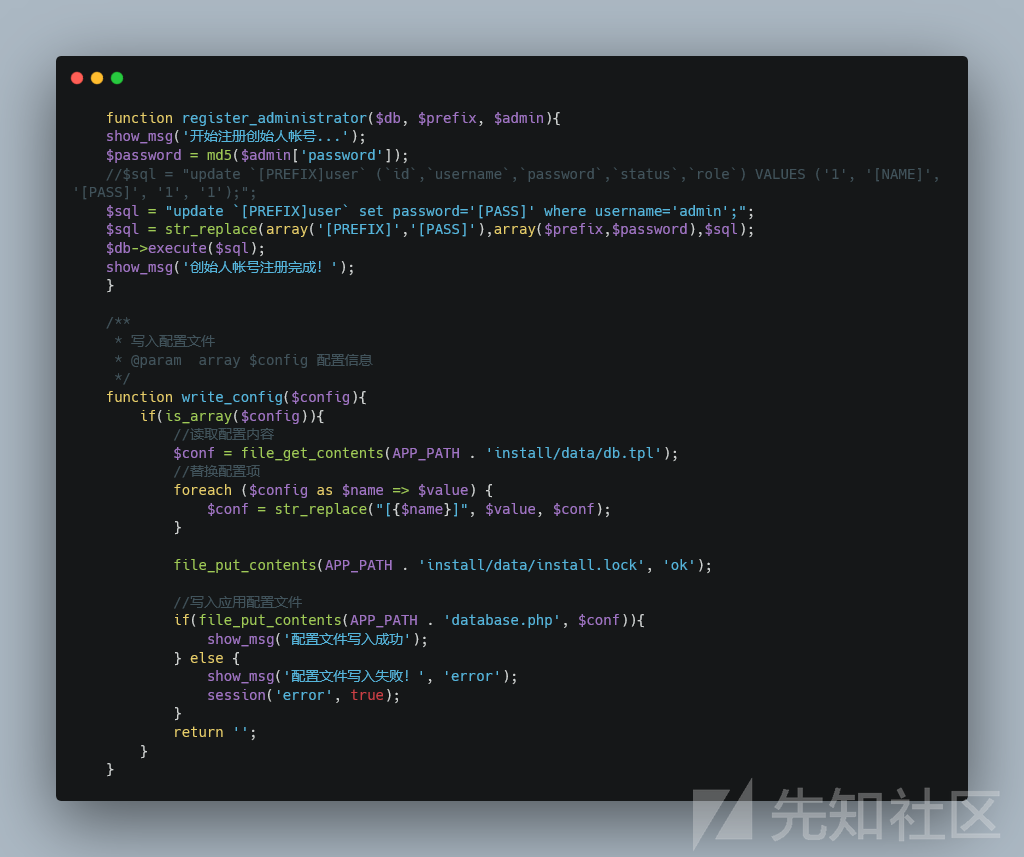 function register_administrator($db, $prefix, $admin){
show_msg('开始注册创始人帐号...');
$password = md5($admin['password']);
//$sql = "update `[PREFIX]user` (`id`,`username`,`password`,`status`,`role`) VALUES ('1', '[NAME]',
'[PASS]', '1', '1');";
$sql = "update `[PREFIX]user` set password='[PASS]' where username='admin';";
$sql = str_replace(array('[PREFIX]','[PASS]'),array($prefix,$password),$sql);
$db->execute($sql);
show_msg('创始人帐号注册完成！');
}
/**
* 写入配置文件
* @param  array $config 配置信息
*/
function write_config($config){
if(is_array($config)){
//读取配置内容
$conf = file_get_contents(APP_PATH . 'install/data/db.tpl');
//替换配置项
foreach ($config as $name => $value) {
$conf = str_replace("[{$name}]", $value, $conf);
}
file_put_contents(APP_PATH . 'install/data/install.lock', 'ok');
//写入应用配置文件
if(file_put_contents(APP_PATH . 'database.php', $conf)){
show_msg('配置文件写入成功');
} else {
show_msg('配置文件写入失败！', 'error');
session('error', true);
}
return '';
}
}
先知社区